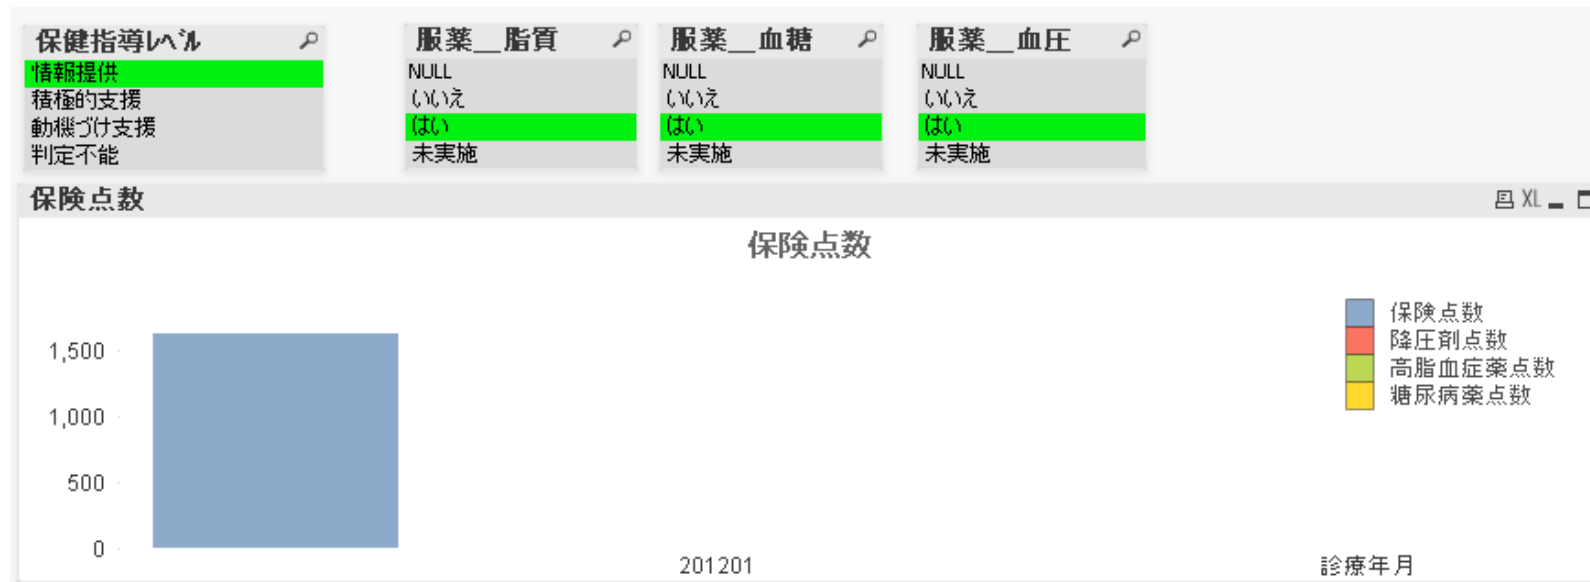 保健指導ﾚﾍﾞﾙ
情報提供
積極的支援
動機づけ支援
判定不能
服薬__脂質
NULL
いいえ
はい
未実施
服薬__血糖
NULL
いいえ
はい
未実施
服薬__血圧
NULL
いいえ
はい
未実施
保険点数
XL
保険点数
保険点数
降圧剤点数
高脂血症薬点数
糖尿病薬点数
1,500
1,000
500
0
201201
診療年月